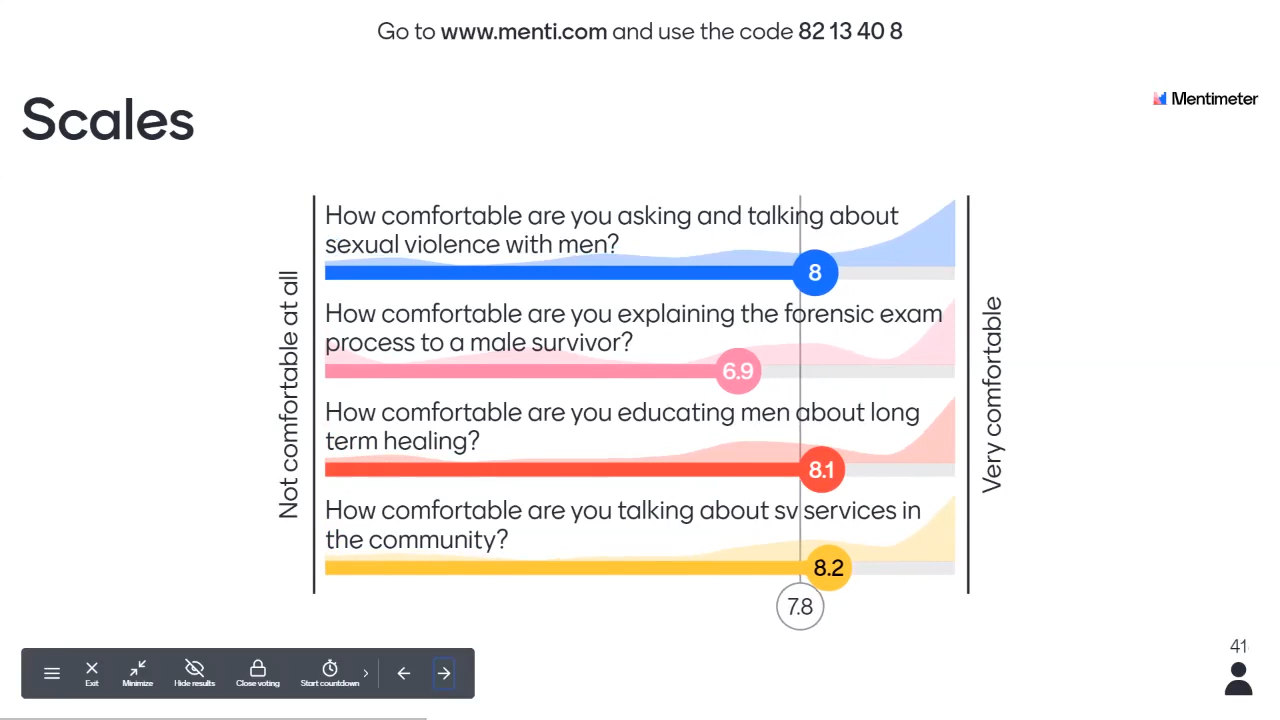 Go to www.menti.com and use the code 82 13 40 8
Scales
Mentimeter
Not comfortable at all
How comfortable are you asking and talking about
sexual violence with men?
8
How comfortable are you explaining the forensic exam
process to a male survivor?
6.9
How comfortable are you educating men about long
term healing?
8.1
How comfortable are you talking about sv services in
the community?
8.2
7.8
Very comfortable
Exit
Minimize
Hide results
Close voting
Start countdown
41